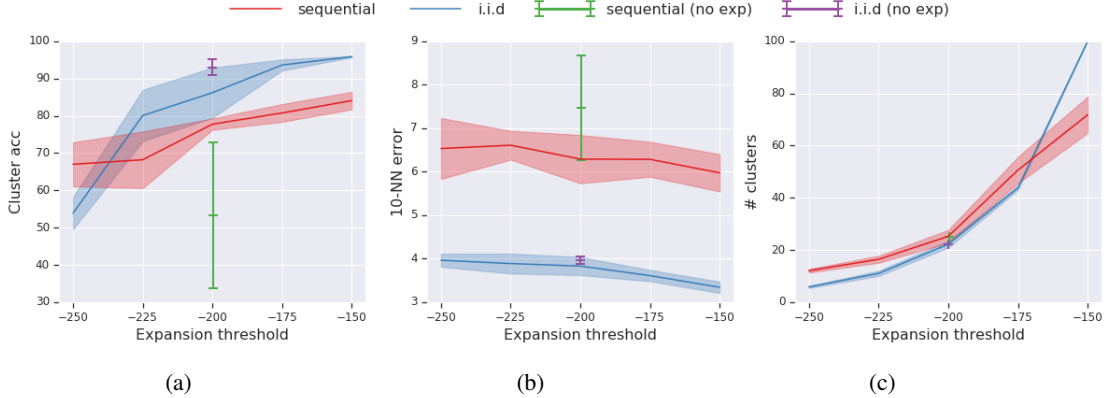 sequential i.i.d sequential (no exp) i.i.d (no exp)
100
90
80
70
60
50
40
30
Cluster acc
−250 −225 −200 −175 −150
Expansion threshold
(a)
9
8
7
6
5
4
3
10-NN error
−250 −225 −200 −175 −150
Expansion threshold
(b)
100
80
60
40
20
0
# clusters
−250 −225 −200 −175 −150
Expansion threshold
(c)